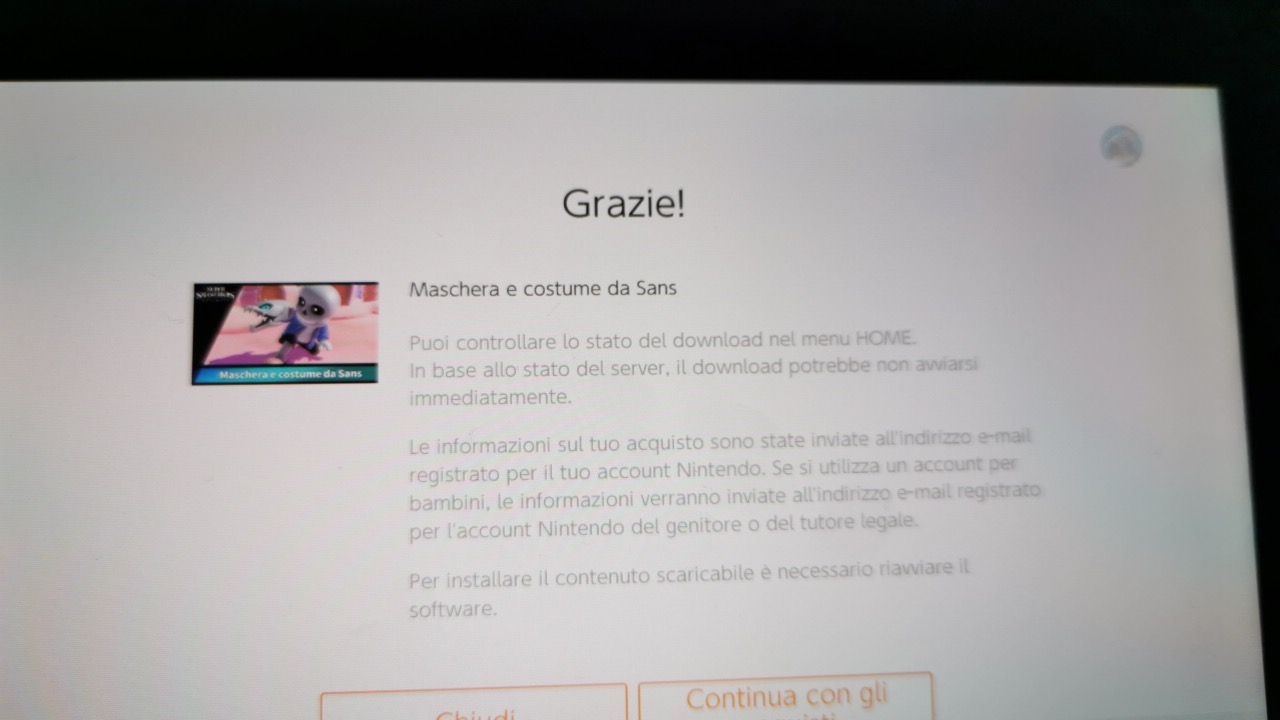 Grazie!
SUPER
SMASH BROS
Maschera e costume da Sans
Maschera e costume da Sans
Puoi controllare lo stato del download nel menu HOME.
In base allo stato del server, il download potrebbe non avviarsi
immediatamente.
Le informazioni sul tuo acquisto sono state inviate all'indirizzo e-mail
registrato per il tuo account Nintendo. Se si utilizza un account per
bambini, le informazioni verranno inviate all'indirizzo e-mail registrato
per l'account Nintendo del genitore o del tutore legale.
Per installare il contenuto scaricabile è necessario riavviare il
software.
Chiudi
Continua con gli